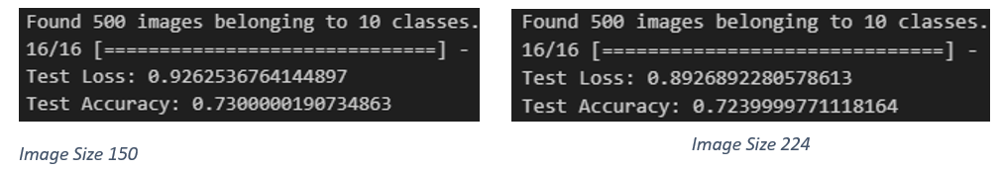 Found 500 images belonging to 10 classes.
16/16 [==============================] -
Test Loss: 0.9262536764144897
Test Accuracy: 0.7300000190734863
Image Size 150
Found 500 images belonging to 10 classes.
16/16 [==============================] -
Test Loss: 0.8926892280578613
Test Accuracy: 0.7239999771118164
Image Size 224